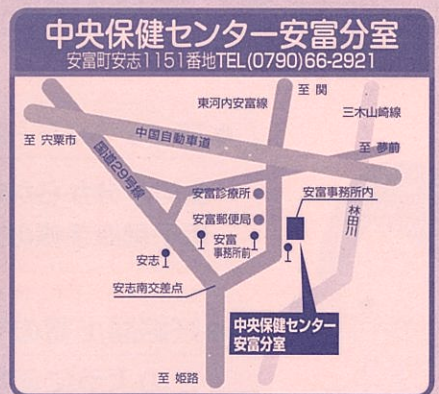 中央保健センター安富分室
安富町安志1151番地TEL(0790)66-2921
至 関
東河内安富線
三木山崎線
至 宍粟市
中国自動車道
国道29号線
至 夢前
安富診療所
安富事務所内
安富郵便局
林田川
安富
事務所前
安志
安志南交差点
中央保健センター
安富分室
至 姫路